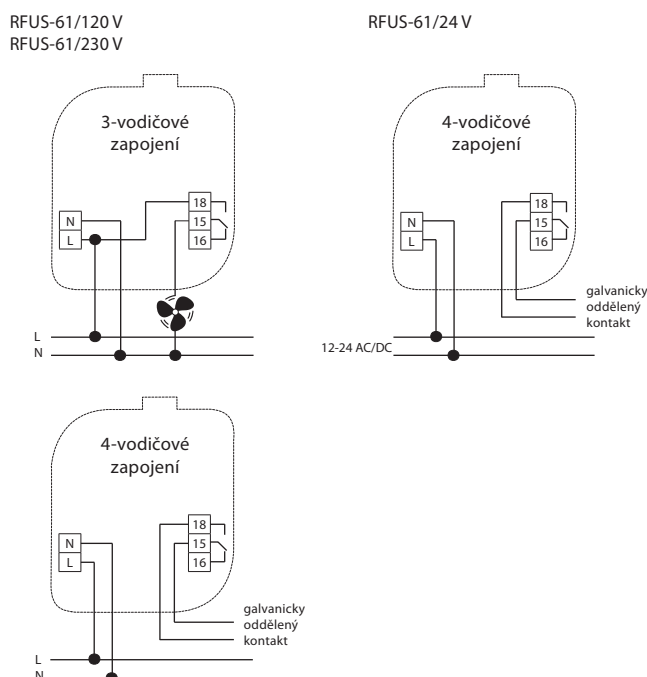 RFUS-61/120 V
RFUS-61/230 V
3-vodičové
zapojení
18
15
16
N
L
L
N
RFUS-61/24 V
4-vodičové
zapojení
18
15
16
N
L
galvanicky
oddělený
kontakt
12-24 AC/DC
4-vodičové
zapojení
18
15
16
N
L
galvanicky
oddělený
kontakt
L
N